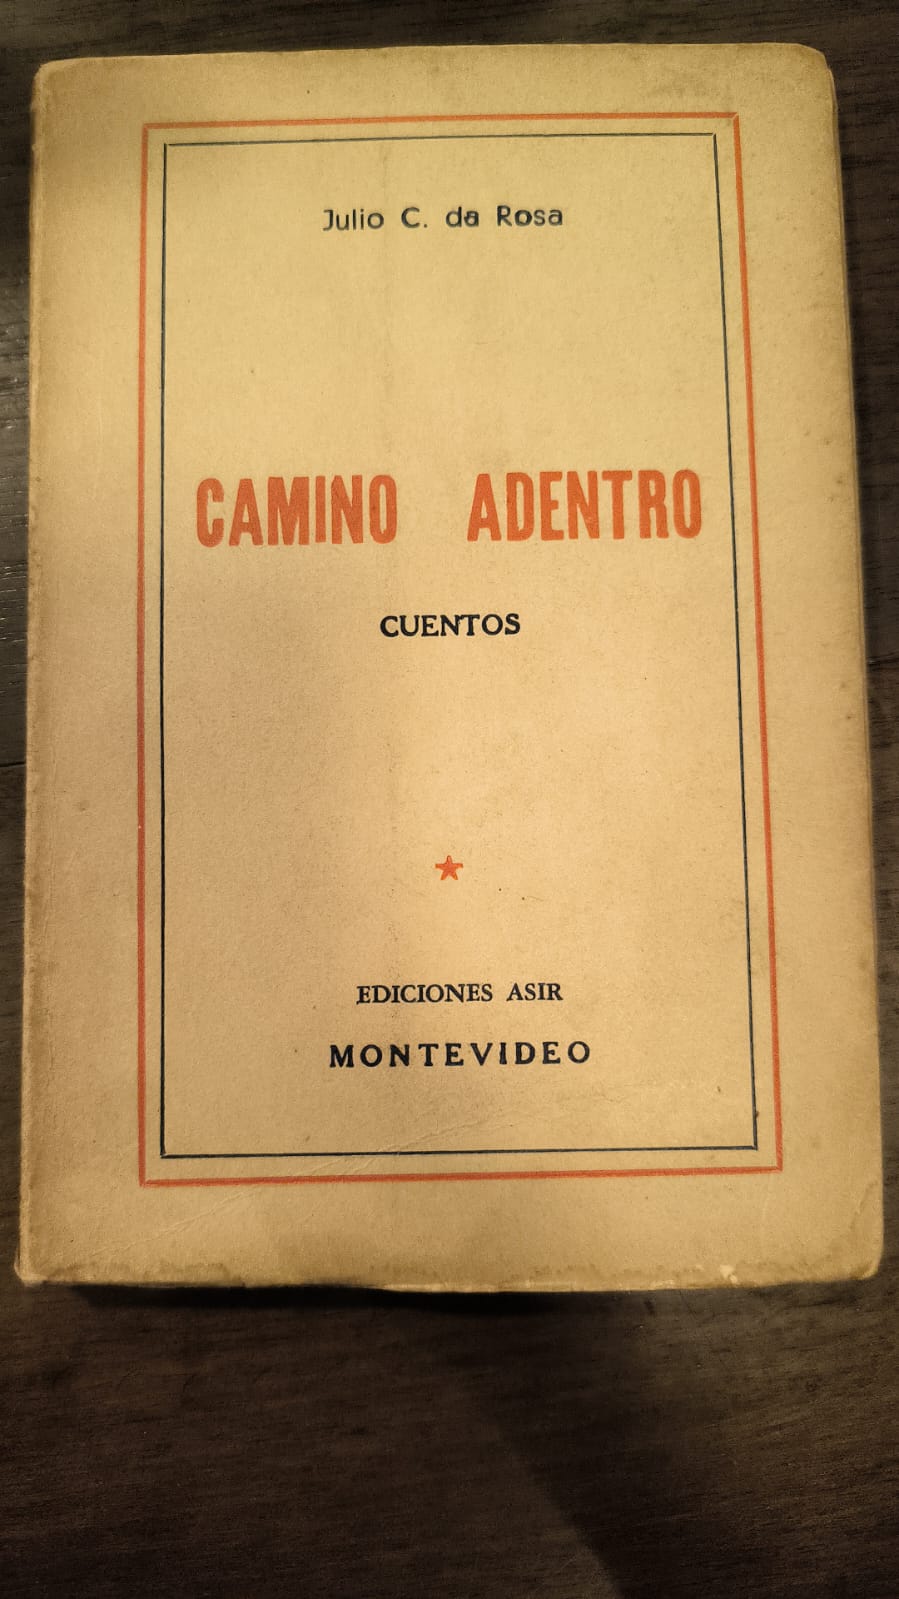 Julio C. da Rosa
CAMINO ADENTRO
CUENTOS
EDICIONES ASIR
MONTEVIDEO